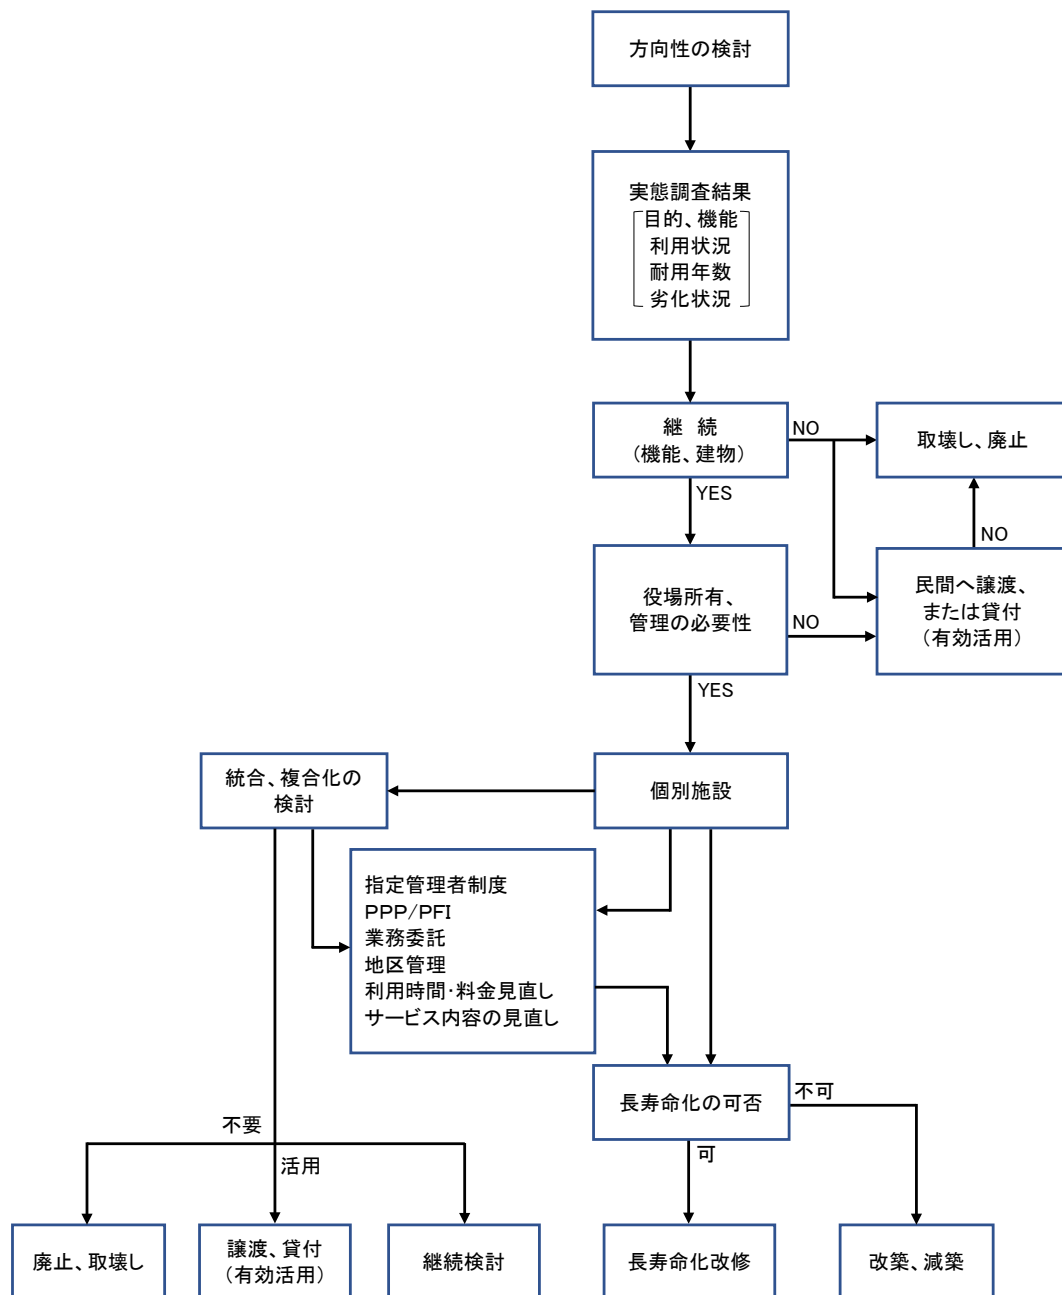 方向性の検討
実態調査結果
目的、機能
利用状況
耐用年数
劣化状況
継 続
(機能、建物)
NO
取壊し、廃止
YES
NO
役場所有、
管理の必要性
NO
民間へ譲渡、
または貸付
(有効活用)
YES
統合、複合化の
検討
個別施設
指定管理者制度
PPP/PFI
業務委託
地区管理
利用時間・料金見直し
サービス内容の見直し
長寿命化の可否
不可
不要
活用
可
廃止、取壊し
譲渡、貸付
(有効活用)
継続検討
長寿命化改修
改築、減築